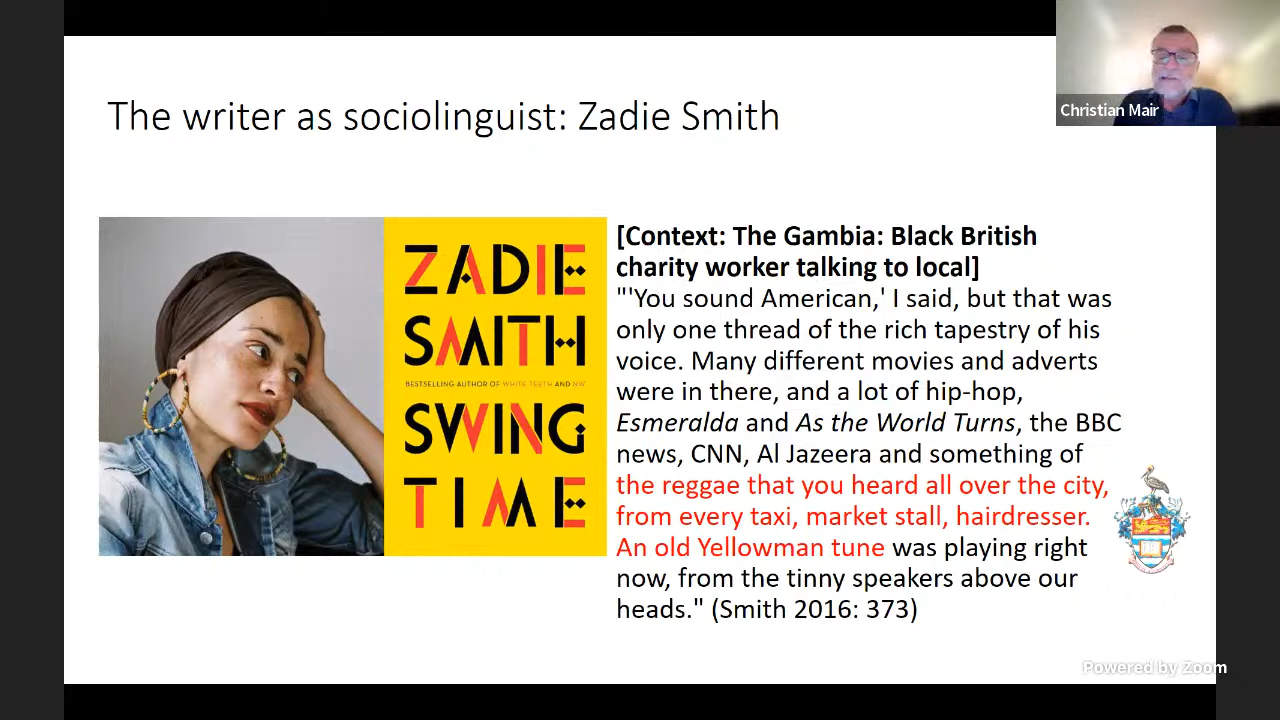 The writer as sociolinguist: Zadie Smith
Christian Mair
ZADIE
SMITH
BESTSELLING AUTHOR OF WHITE TEETH AND NW
SWING
TIME
[Context: The Gambia: Black British
charity worker talking to local]
"'You sound American,' I said, but that was
only one thread of the rich tapestry of his
voice. Many different movies and adverts
were in there, and a lot of hip-hop,
Esmeralda and As the World Turns, the BBC
news, CNN, Al Jazeera and something of
the reggae that you heard all over the city,
from every taxi, market stall, hairdresser.
An old Yellowman tune was playing right
now, from the tinny speakers above our
heads." (Smith 2016: 373)
Powered by Zoom